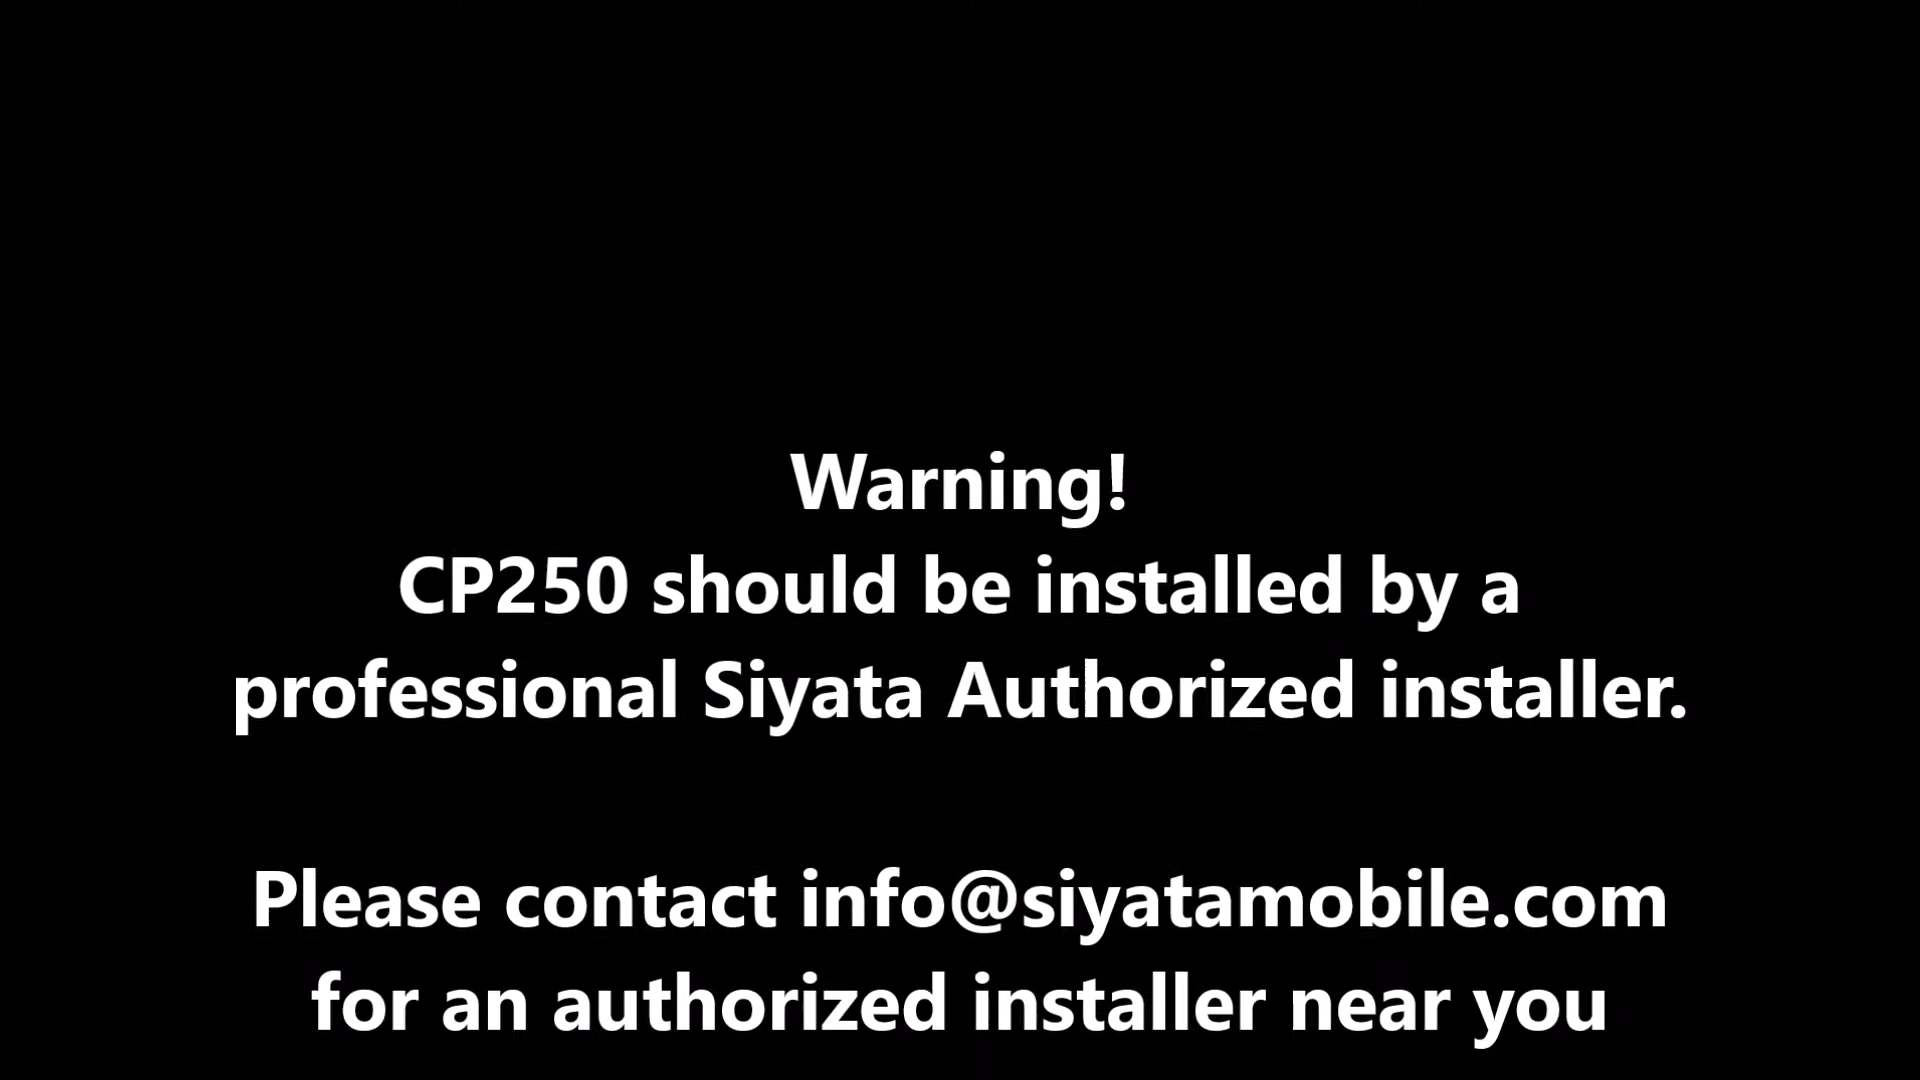 Warning!
CP250 should be installed by a
professional Siyata Authorized installer.
Please contact info@siyatamobile.com
for an authorized installer near you